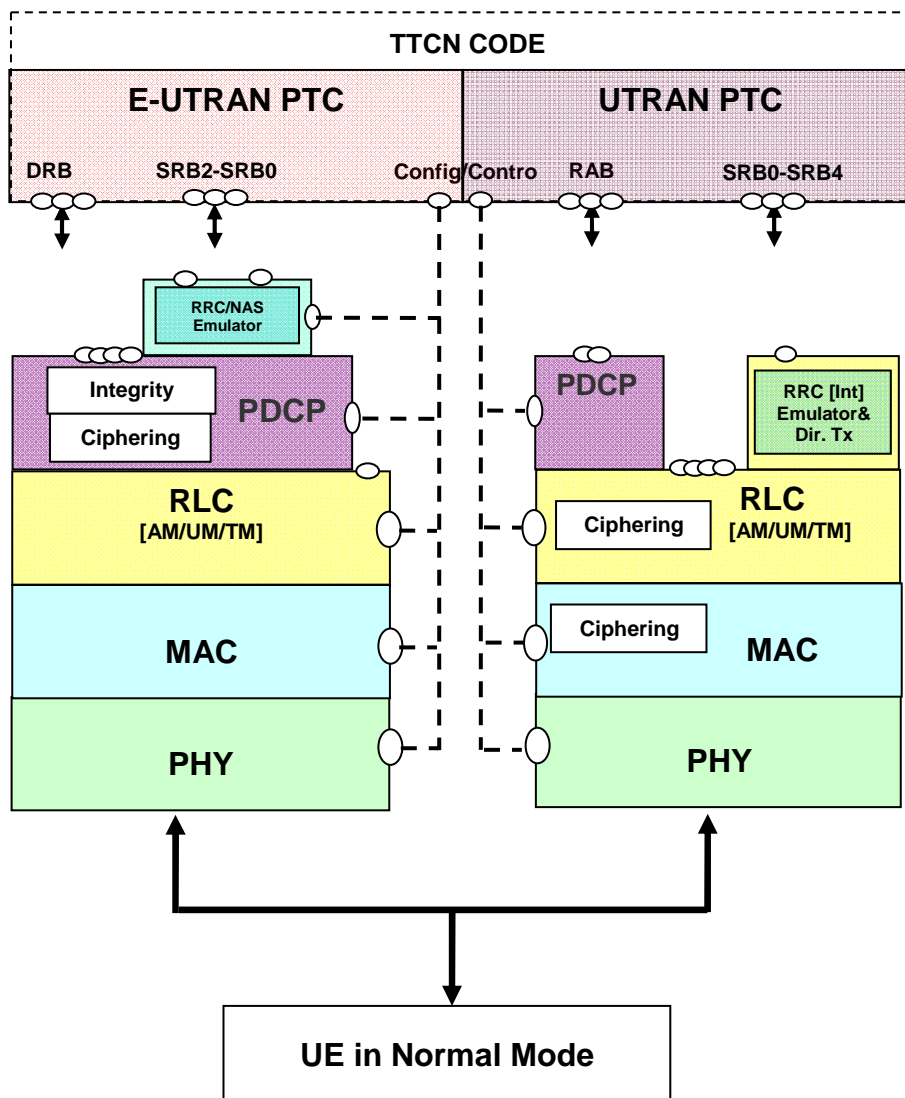 TTCN CODE
E-UTRAN PTC
UTRAN PTC
DRB
SRB2-SRB0
Config/Contro
RAB
SRB0-SRB4
RRC/NAS
Emulator
Integrity
Ciphering
PDCP
PDCP
RRC [Int]
Emulator&
Dir. Tx
RLC
[AM/UM/TM]
Ciphering
RLC
[AM/UM/TM]
MAC
Ciphering
MAC
PHY
PHY
UE in Normal Mode